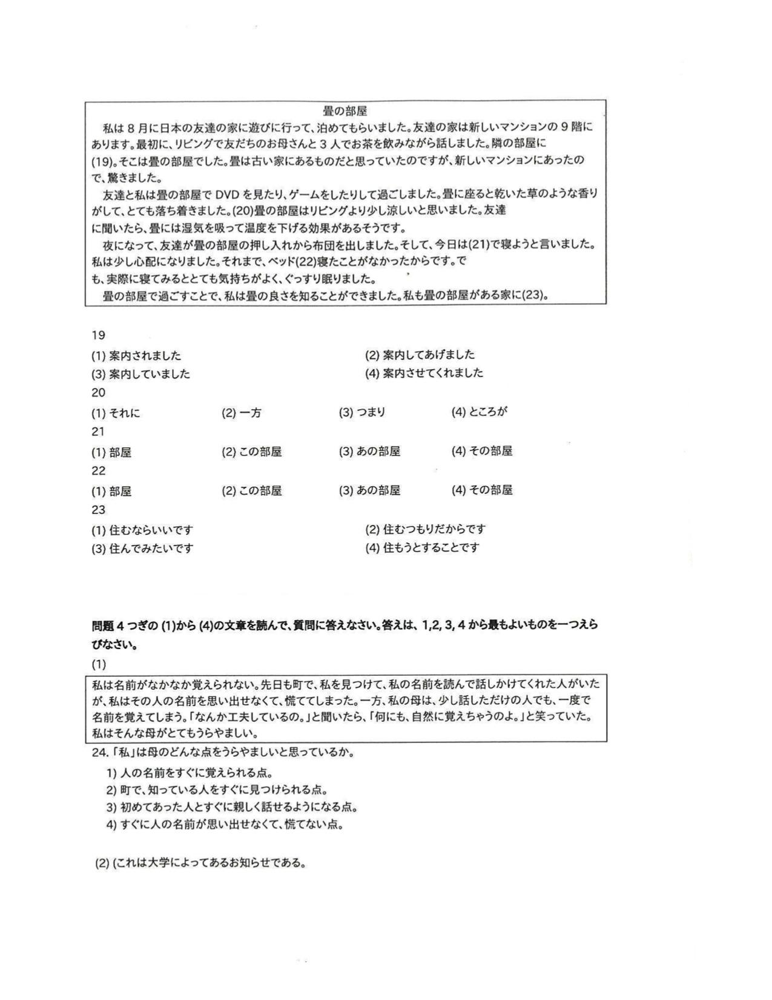 畳の部屋
私は 8 月に日本の友達の家に遊びに行って、泊めてもらいました。友達の家は新しいマンションの 9 階に
あります。最初に、リビングで友だちのお母さんと 3 人でお茶を飲みながら話しました。隣の部屋に
(19)。そこは畳の部屋でした。畳は古い家にあるものだと思っていたのですが、新しいマンションにあったの
で、驚きました。
友達と私は畳の部屋で DVD を見たり、ゲームをしたりして過ごしました。畳に座ると乾いた草のような香り
がして、とても落ち着きました。(20)畳の部屋はリビングより少し涼しいと思いました。友達
に聞いたら、畳には湿気を吸って温度を下げる効果があるそうです。
夜になって、友達が畳の部屋の押し入れから布団を出しました。そして、今日は(21)で寝ようと言いました。
私は少し心配になりました。それまで、ベッド(22)寝たことがなかったからです。で
も、実際に寝てみるととても気持ちがよく、ぐっすり眠りました。
畳の部屋で過ごすことで、私は畳の良さを知ることができました。私も畳の部屋がある家に(23)。
19
(1) 案内されました (2) 案内してあげました
(3) 案内していました (4) 案内させてくれました
20
(1) それに (2) 一方 (3) つまり (4) ところが
21
(1) 部屋 (2) この部屋 (3) あの部屋 (4) その部屋
22
(1) 部屋 (2) この部屋 (3) あの部屋 (4) その部屋
23
(1) 住むならいいです (2) 住むつもりだからです
(3) 住んでみたいです (4) 住もうとすることです
問題 4 つぎの (1)から (4)の文章を読んで、質問に答えなさい。答えは、 1,2, 3, 4 から最もよいものを一つえら
びなさい。
(1)
私は名前がなかなか覚えられない。先日も町で、私を見つけて、私の名前を読んで話しかけてくれた人がいた
が、私はその人の名前を思い出せなくて、慌ててしまった。一方、私の母は、少し話しただけの人でも、一度で
名前を覚えてしまう。「なんか工夫しているの。」と聞いたら、「何にも、自然に覚えちゃうのよ。」と笑っていた。
私はそんな母がとてもうらやましい。
24. 「私」は母のどんな点をうらやましいと思っているか。
1) 人の名前をすぐに覚えられる点。
2) 町で、知っている人をすぐに見つけられる点。
3) 初めてあった人とすぐに親しく話せるようになる点。
4) すぐに人の名前が思い出せなくて、慌てない点。
(2) (これは大学によってあるお知らせである。